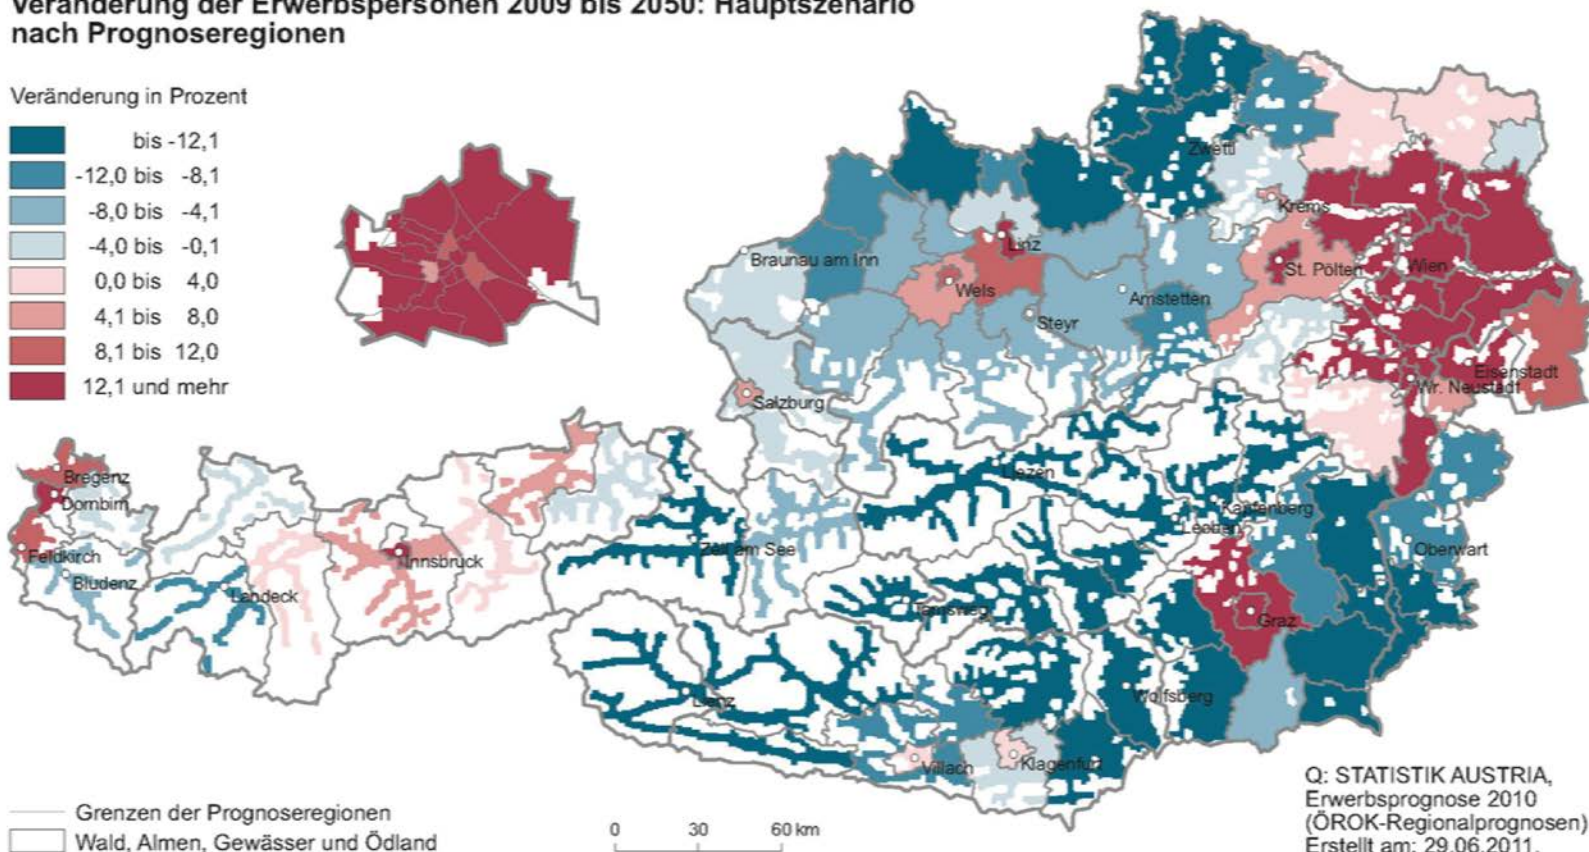 Veränderung der Erwerbspersonen 2009 bis 2050: Hauptszenario
nach Prognoseregionen
Veränderung in Prozent
bis -12,1
-12,0 bis -8,1
-8,0 bis -4,1
-4,0 bis -0,1
0,0 bis 4,0
4,1 bis 8,0
8,1 bis 12,0
12,1 und mehr
Zwettl
Krems
Linz
Braunau am Inn
St. Pölten
Wien
Wels
Amstetten
Steyr
Eisenstadt
Wr. Neustadt
Salzburg
Bregenz
Dornbirn
Liezen
Kapfenberg
Leoben
Feldkirch
Innsbruck
Zell am See
Oberwart
Bludenz
Landeck
Tamsweg
Graz
Lienz
Wolfsberg
Villach
Klagenfurt
Grenzen der Prognoseregionen
Wald, Almen, Gewässer und Ödland
0 30 60 km
Q: STATISTIK AUSTRIA,
Erwerbsprognose 2010
(ÖROK-Regionalprognosen)
Erstellt am: 29.06.2011.